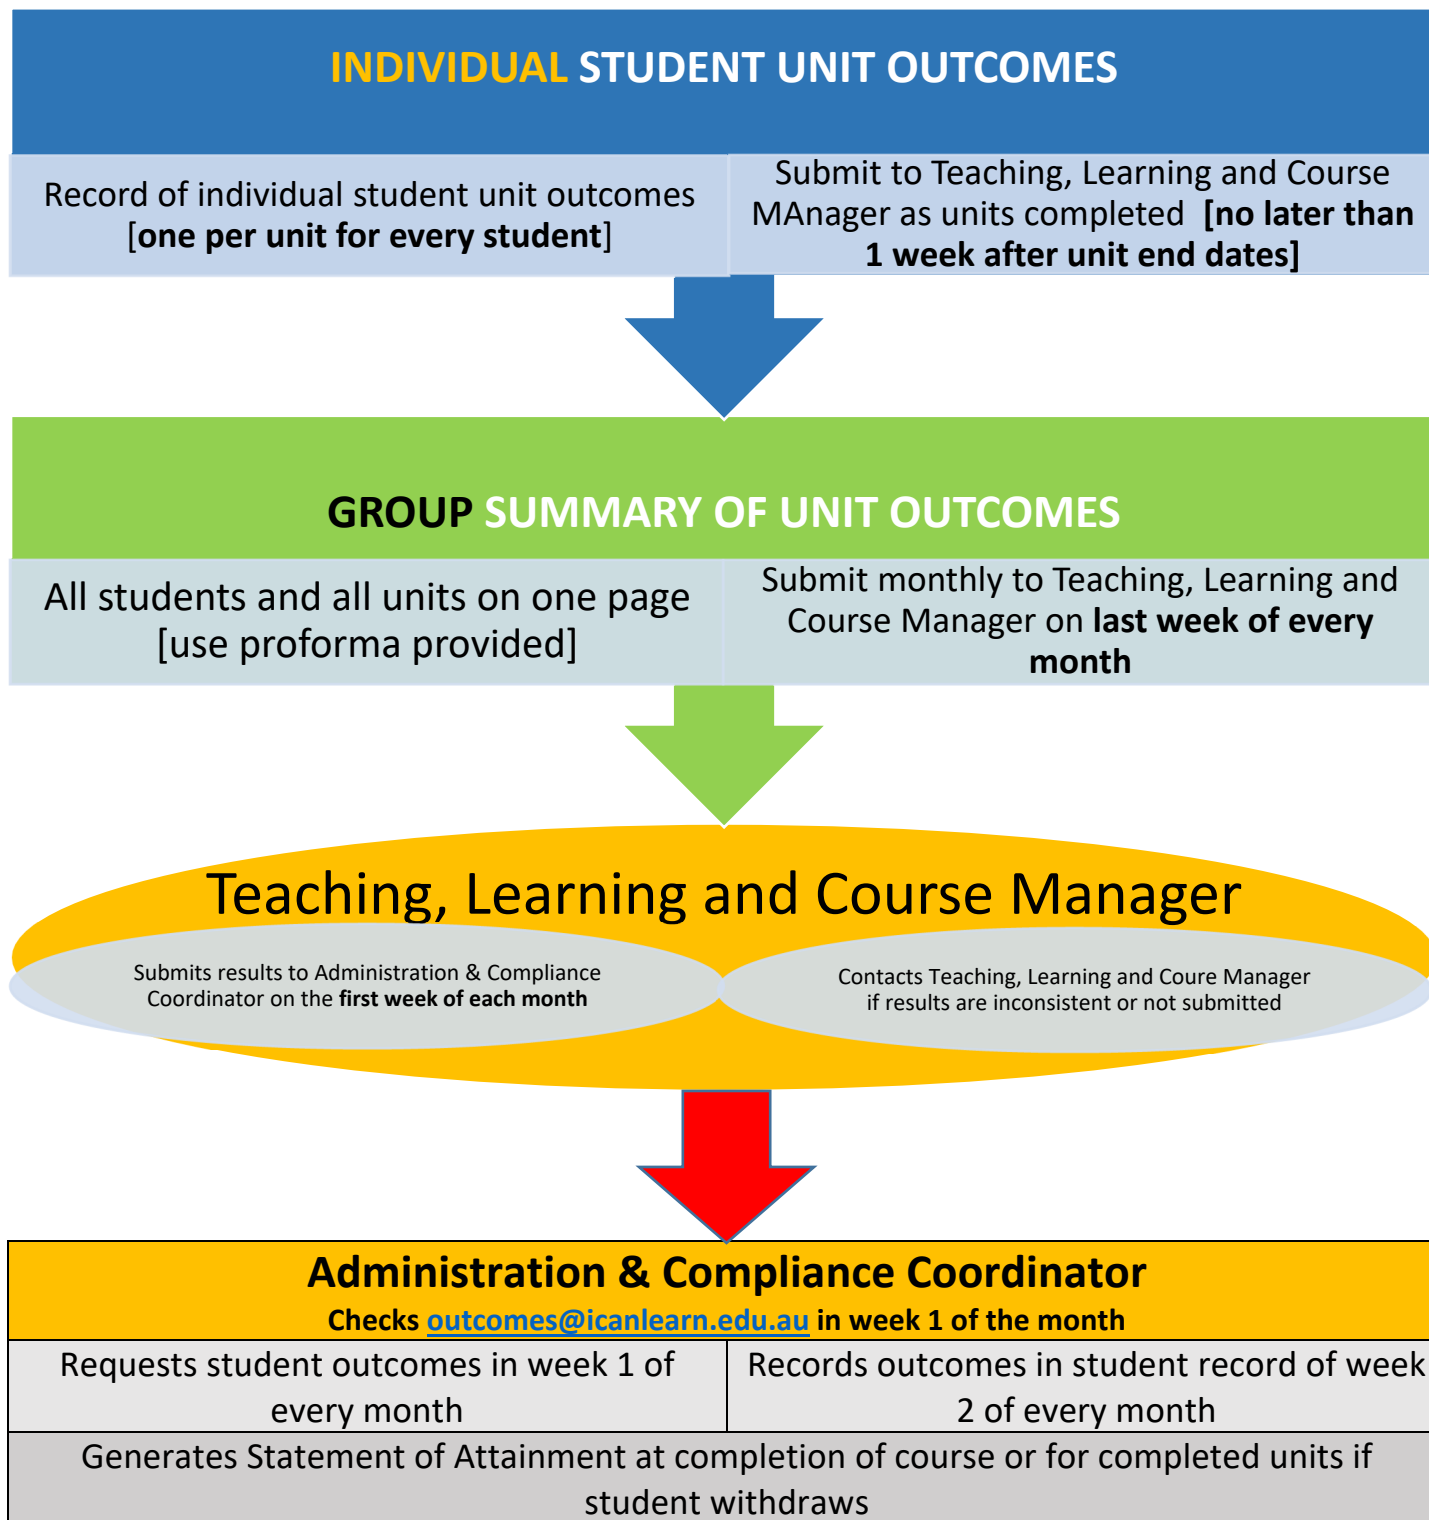 INDIVIDUAL STUDENT UNIT OUTCOMES
Record of individual student unit outcomes
[one per unit for every student]
Submit to Teaching, Learning and Course
MAnager as units completed [no later than
1 week after unit end dates]
GROUP SUMMARY OF UNIT OUTCOMES
All students and all units on one page
[use proforma provided]
Submit monthly to Teaching, Learning and
Course Manager on last week of every
month
Teaching, Learning and Course Manager
Submits results to Administration & Compliance
Coordinator on the first week of each month
Contacts Teaching, Learning and Coure Manager
if results are inconsistent or not submitted
Administration & Compliance Coordinator
Checks outcomes@icanlearn.edu.au in week 1 of the month
Requests student outcomes in week 1 of
every month
Records outcomes in student record of week
2 of every month
Generates Statement of Attainment at completion of course or for completed units if
student withdraws